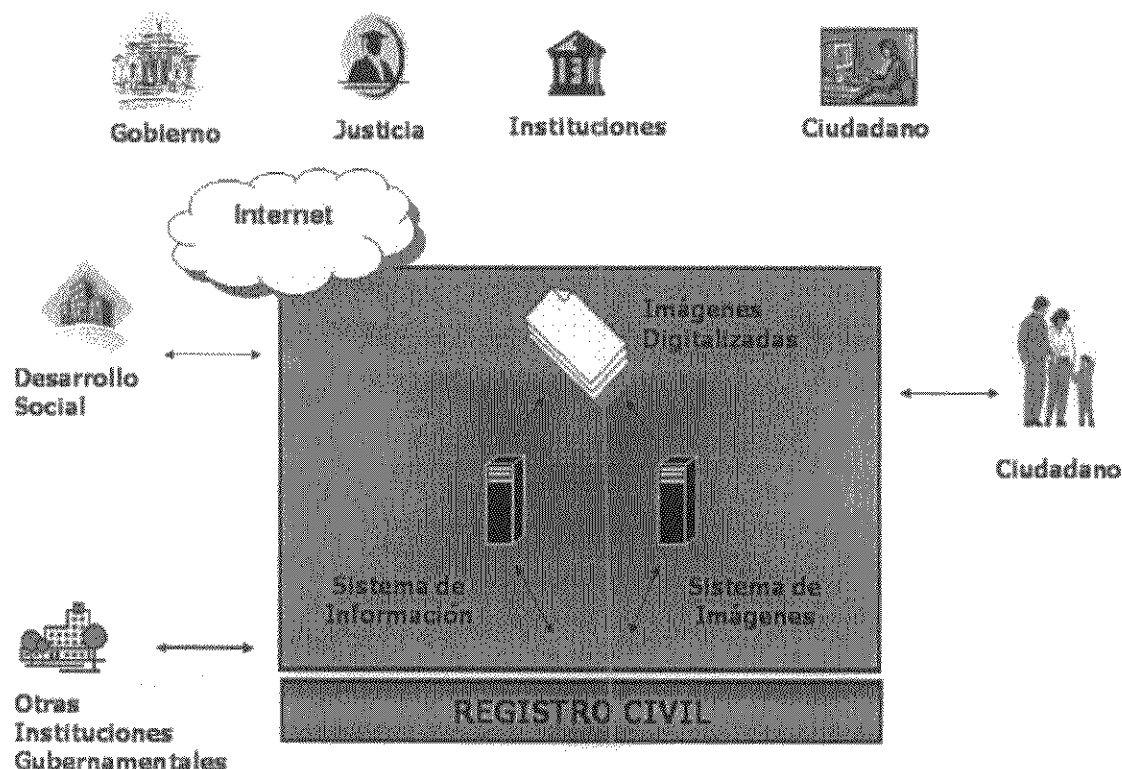 Gobierno
Justicia
Instituciones
Ciudadano
Internet
Imágenes
Digitalizadas
Desarrollo
Social
Ciudadano
Sistema de
Información
Sistema de
Imágenes
Otras
Instituciones
Gubernamentales
REGISTRO CIVIL